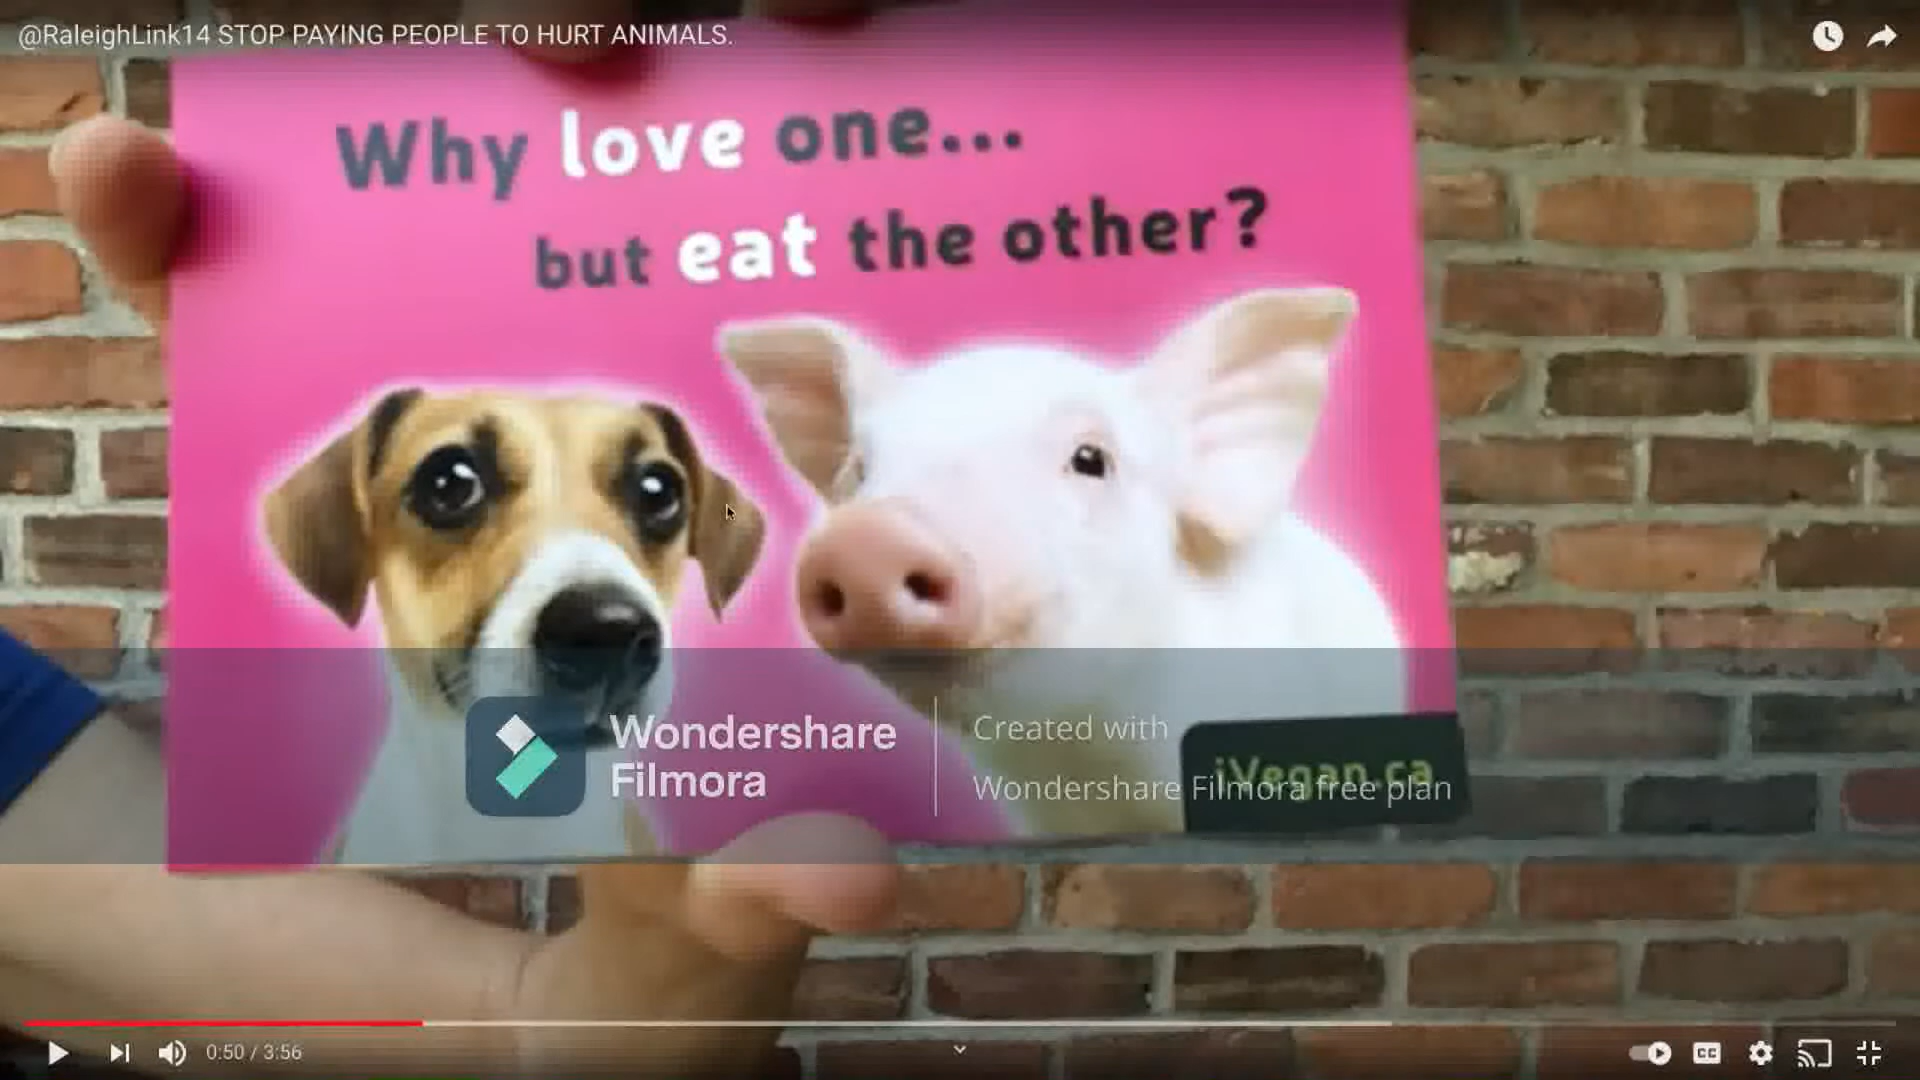 @RaleighLink14 STOP PAYING PEOPLE TO HURT ANIMALS.
Why love one...
but eat the other?
Wondershare
Filmora
Created with
Wondershare Filmora free plan
iVegan.ca
0:50 / 3:56
CC